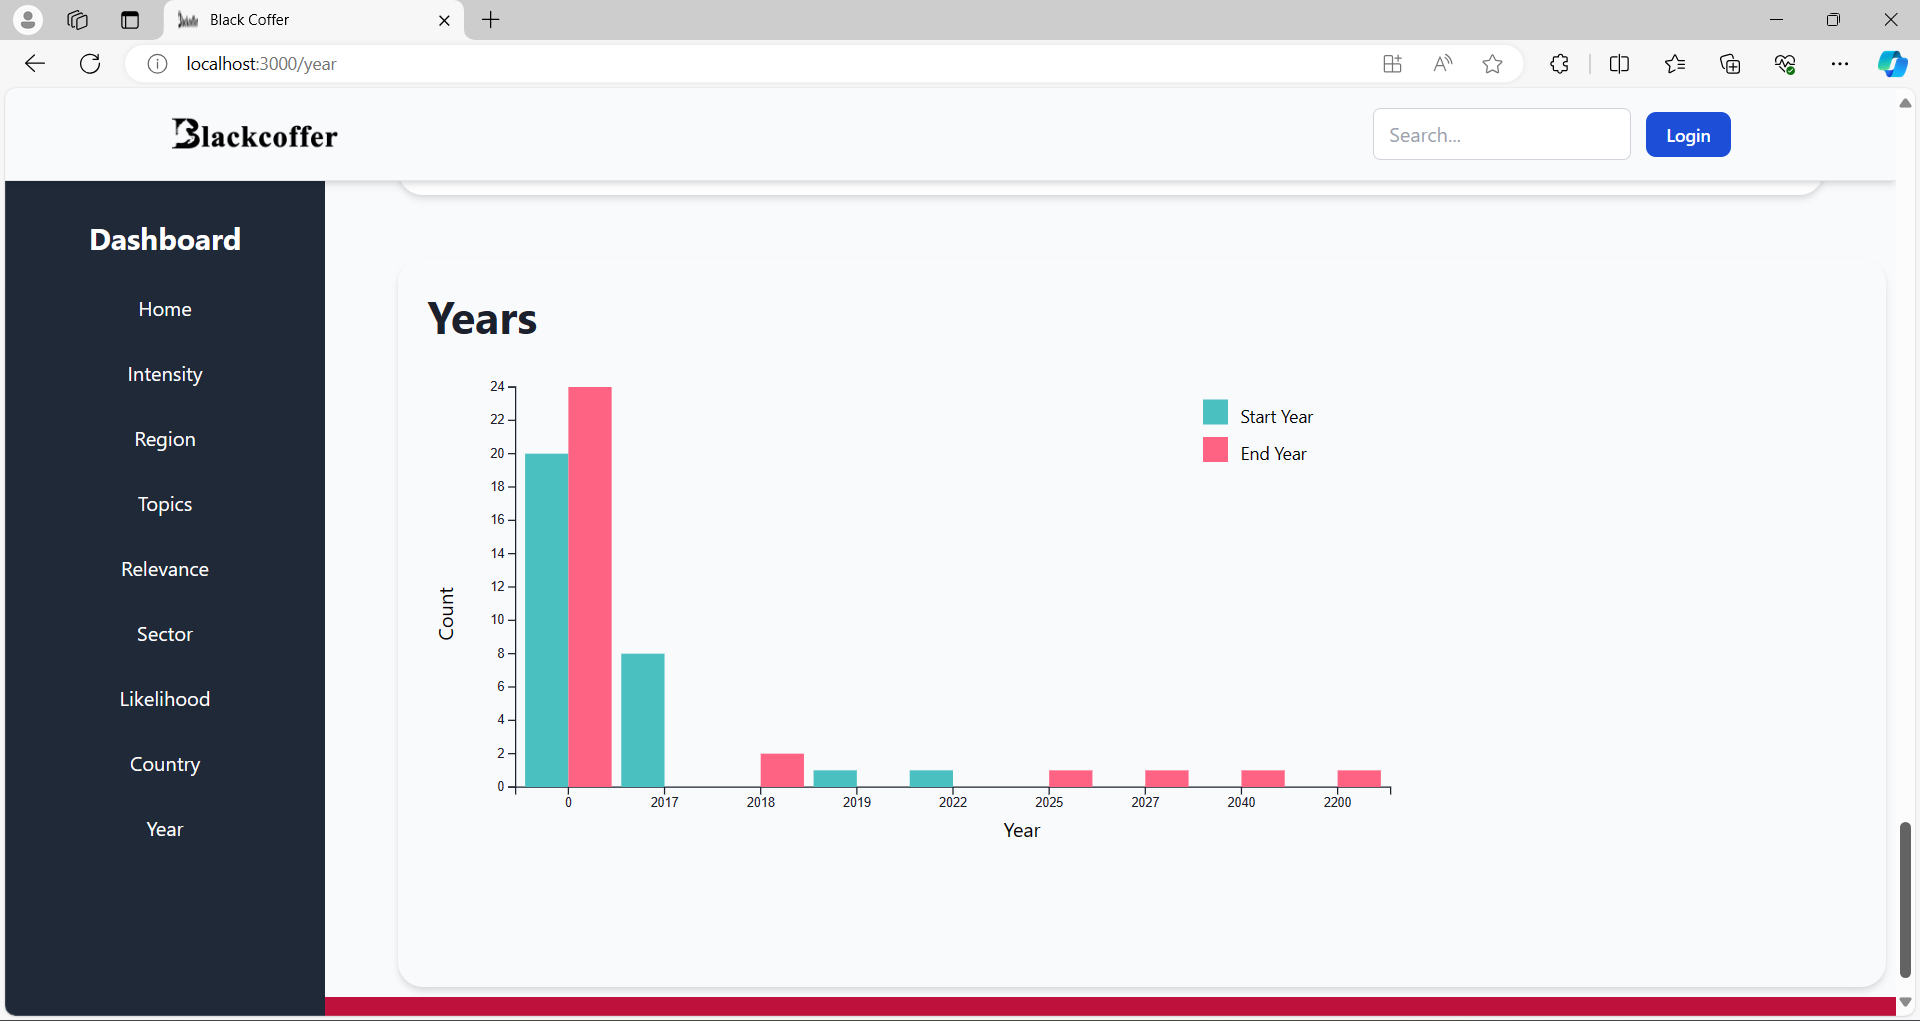 Black Coffer
localhost:3000/year
Blackcoffer
Search...
Login
Dashboard
Home
Intensity
Region
Topics
Relevance
Sector
Likelihood
Country
Year
Years
24
22
20
18
16
14
12
10
8
6
4
2
0
Count
Start Year
End Year
0 2017 2018 2019 2022 2025 2027 2040 2200
Year